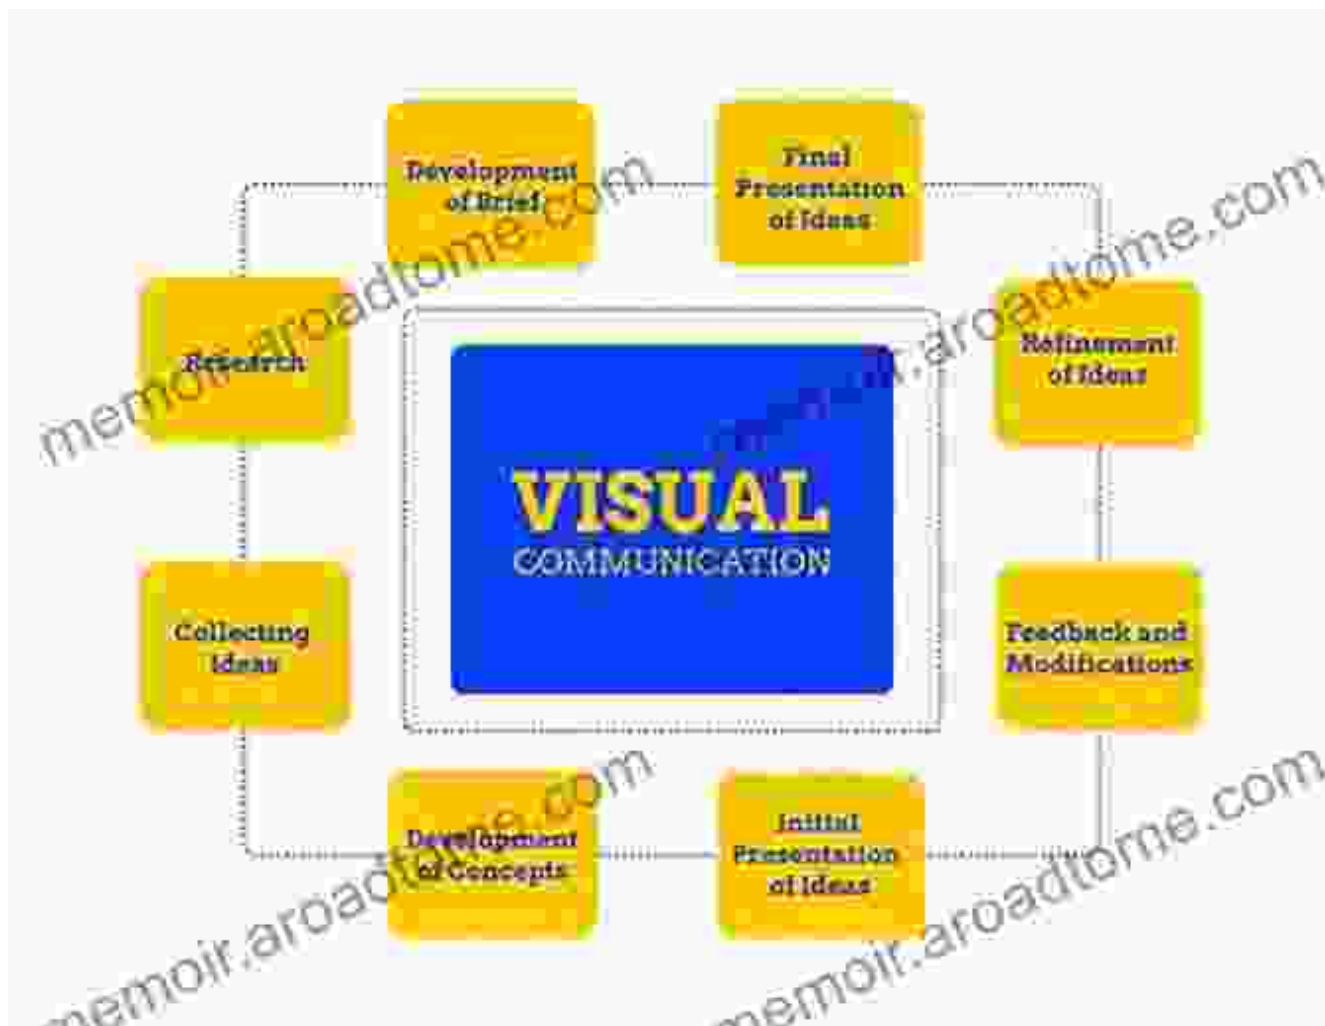 Development
of Brief
Final
Presentation
of Ideas
Research
Refinement
of Ideas
VISUAL
COMMUNICATION
Collecting
Ideas
Feedback and
Modifications
Development
of Concepts
Initial
Presentation
of Ideas
memoir.aroadtome.com
memoir.aroadtome.com
memoir.aroadtome.com
memoir.aroadtome.com